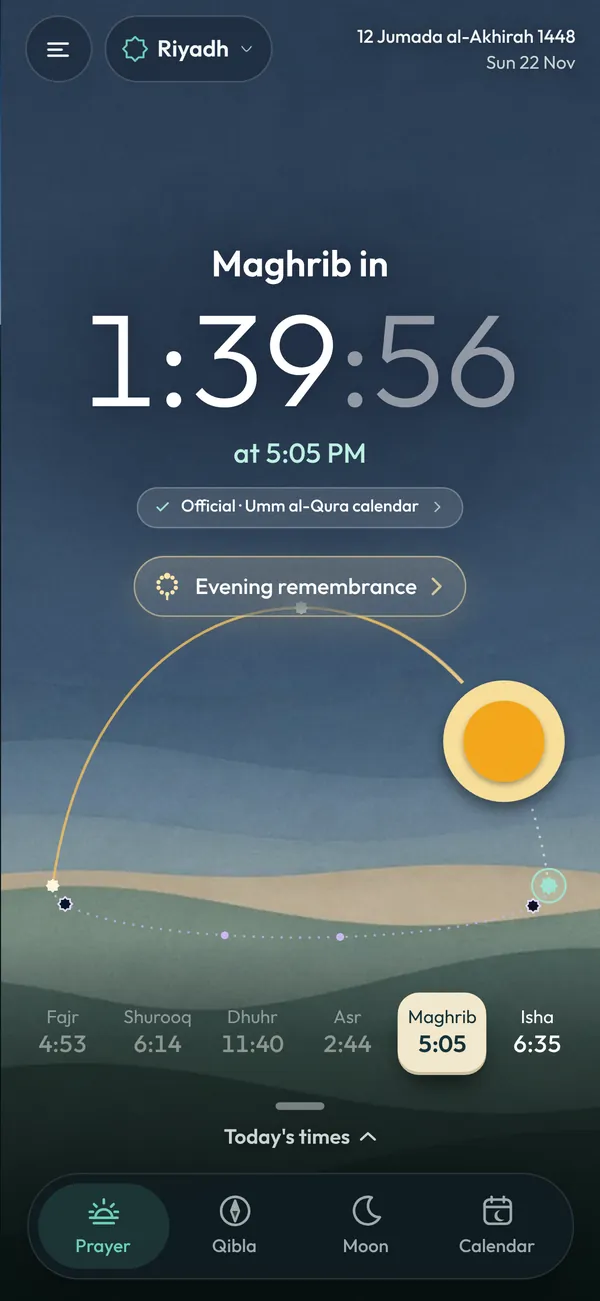 Riyadh
12 Jumada al-Akhirah 1448
Sun 22 Nov
Maghrib in
1:39:56
at 5:05 PM
Official · Umm al-Qura calendar
Evening remembrance
Fajr Shurooq Dhuhr Asr Maghrib Isha
4:53 6:14 11:40 2:44 5:05 6:35
Today's times
Prayer Qibla Moon Calendar